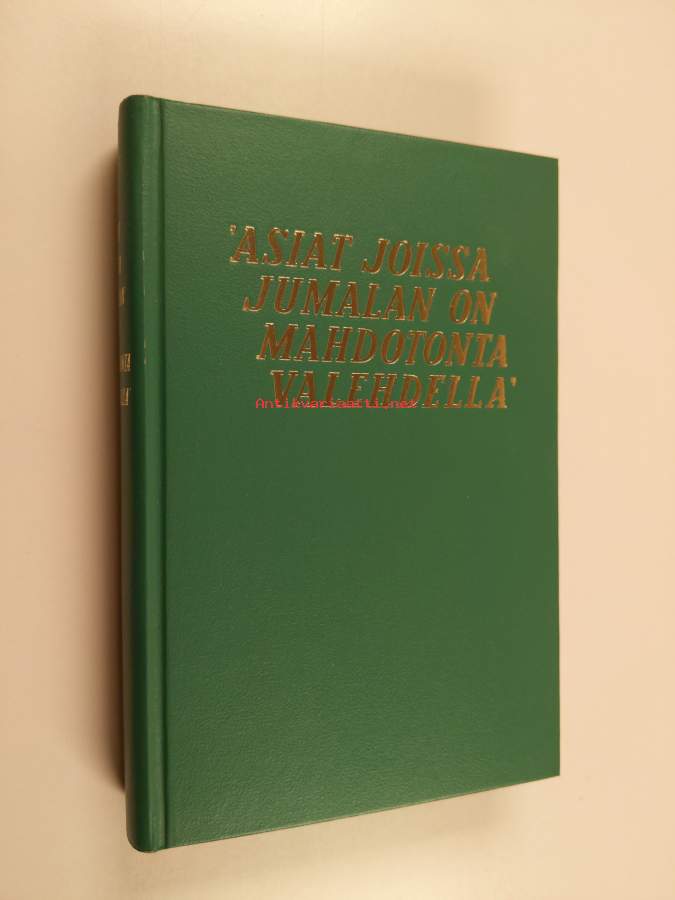 'ASIAT JOISSA
JUMALAN ON
MAHDOTONTA
VALEHDELLA'
Antikvariaatti.net